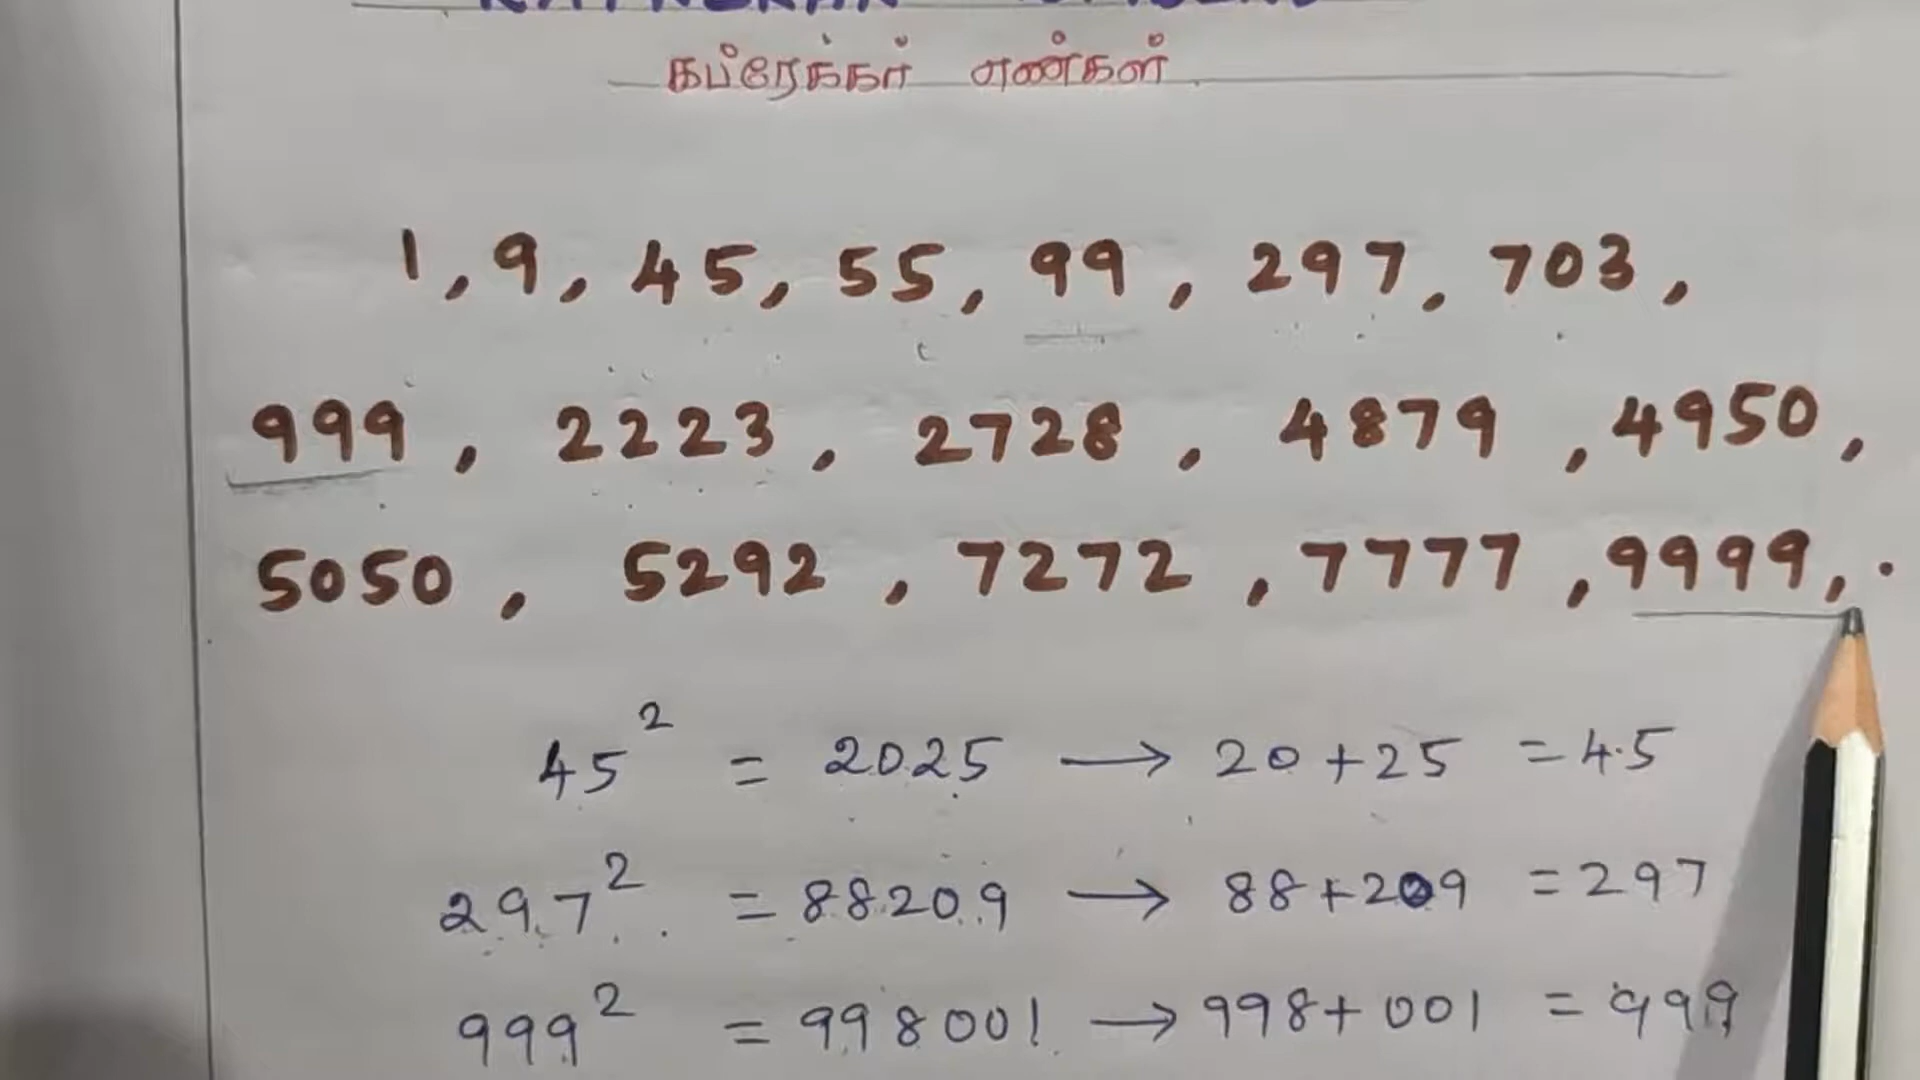 கப்ரேக்கர் எண்கள்
1, 9, 45, 55, 99, 297, 703,
999, 2223, 2728, 4879, 4950,
5050, 5292, 7272, 7777, 9999, .
45² = 2025 → 20 + 25 = 45
297² = 88209 → 88 + 209 = 297
999² = 998001 → 998 + 001 = 999